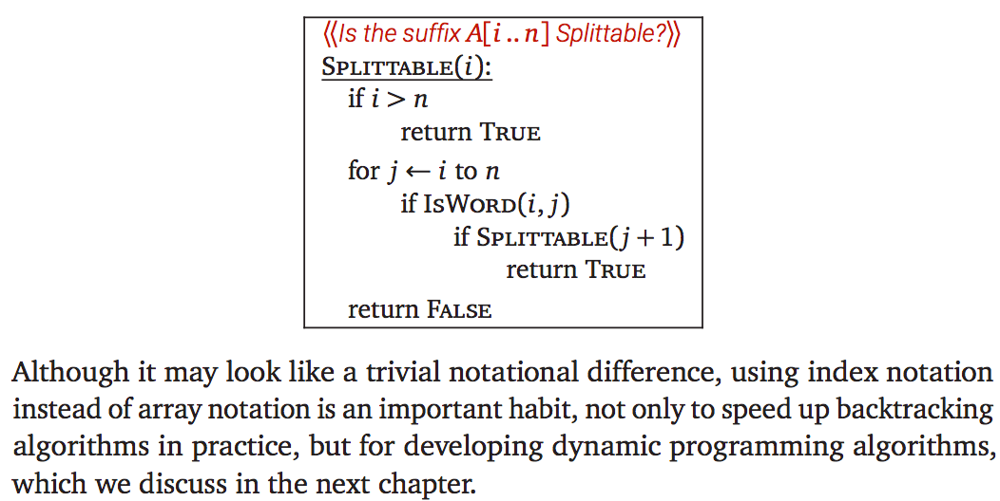 ⟪Is the suffix A[i .. n] Splittable?⟫
SPLITTABLE(i):
if i > n
return TRUE
for j ← i to n
if ISWORD(i, j)
if SPLITTABLE(j + 1)
return TRUE
return FALSE
Although it may look like a trivial notational difference, using index notation
instead of array notation is an important habit, not only to speed up backtracking
algorithms in practice, but for developing dynamic programming algorithms,
which we discuss in the next chapter.